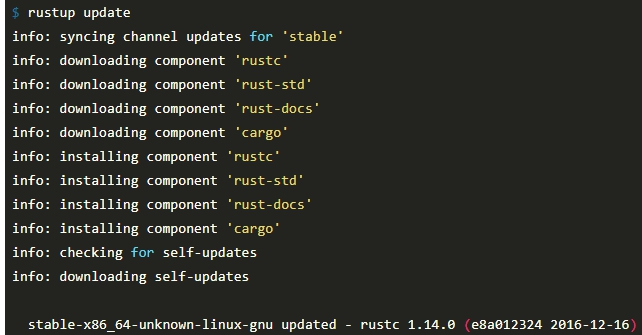 $ rustup update
info: syncing channel updates for 'stable'
info: downloading component 'rustc'
info: downloading component 'rust-std'
info: downloading component 'rust-docs'
info: downloading component 'cargo'
info: installing component 'rustc'
info: installing component 'rust-std'
info: installing component 'rust-docs'
info: installing component 'cargo'
info: checking for self-updates
info: downloading self-updates
stable-x86_64-unknown-linux-gnu updated - rustc 1.14.0 (e8a012324 2016-12-16)